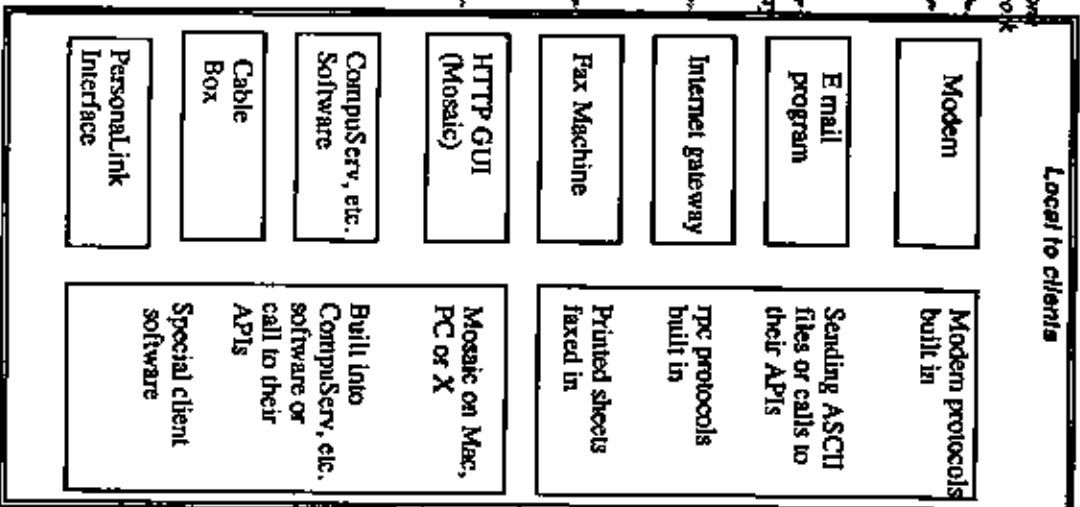 Local to clients
Modem
E mail
program
Internet gateway
Fax Machine
HTTP GUI
(Mosaic)
CompuServ, etc.
Software
Cable
Box
PersonaLink
Interface
Modem protocols
built in
Sending ASCII
files or calls to
their APIs
rpc protocols
built in
Printed sheets
faxed in
Mosaic on Mac,
PC or X
Built into
CompuServ, etc.
software or
call to their
APIs
Special client
software